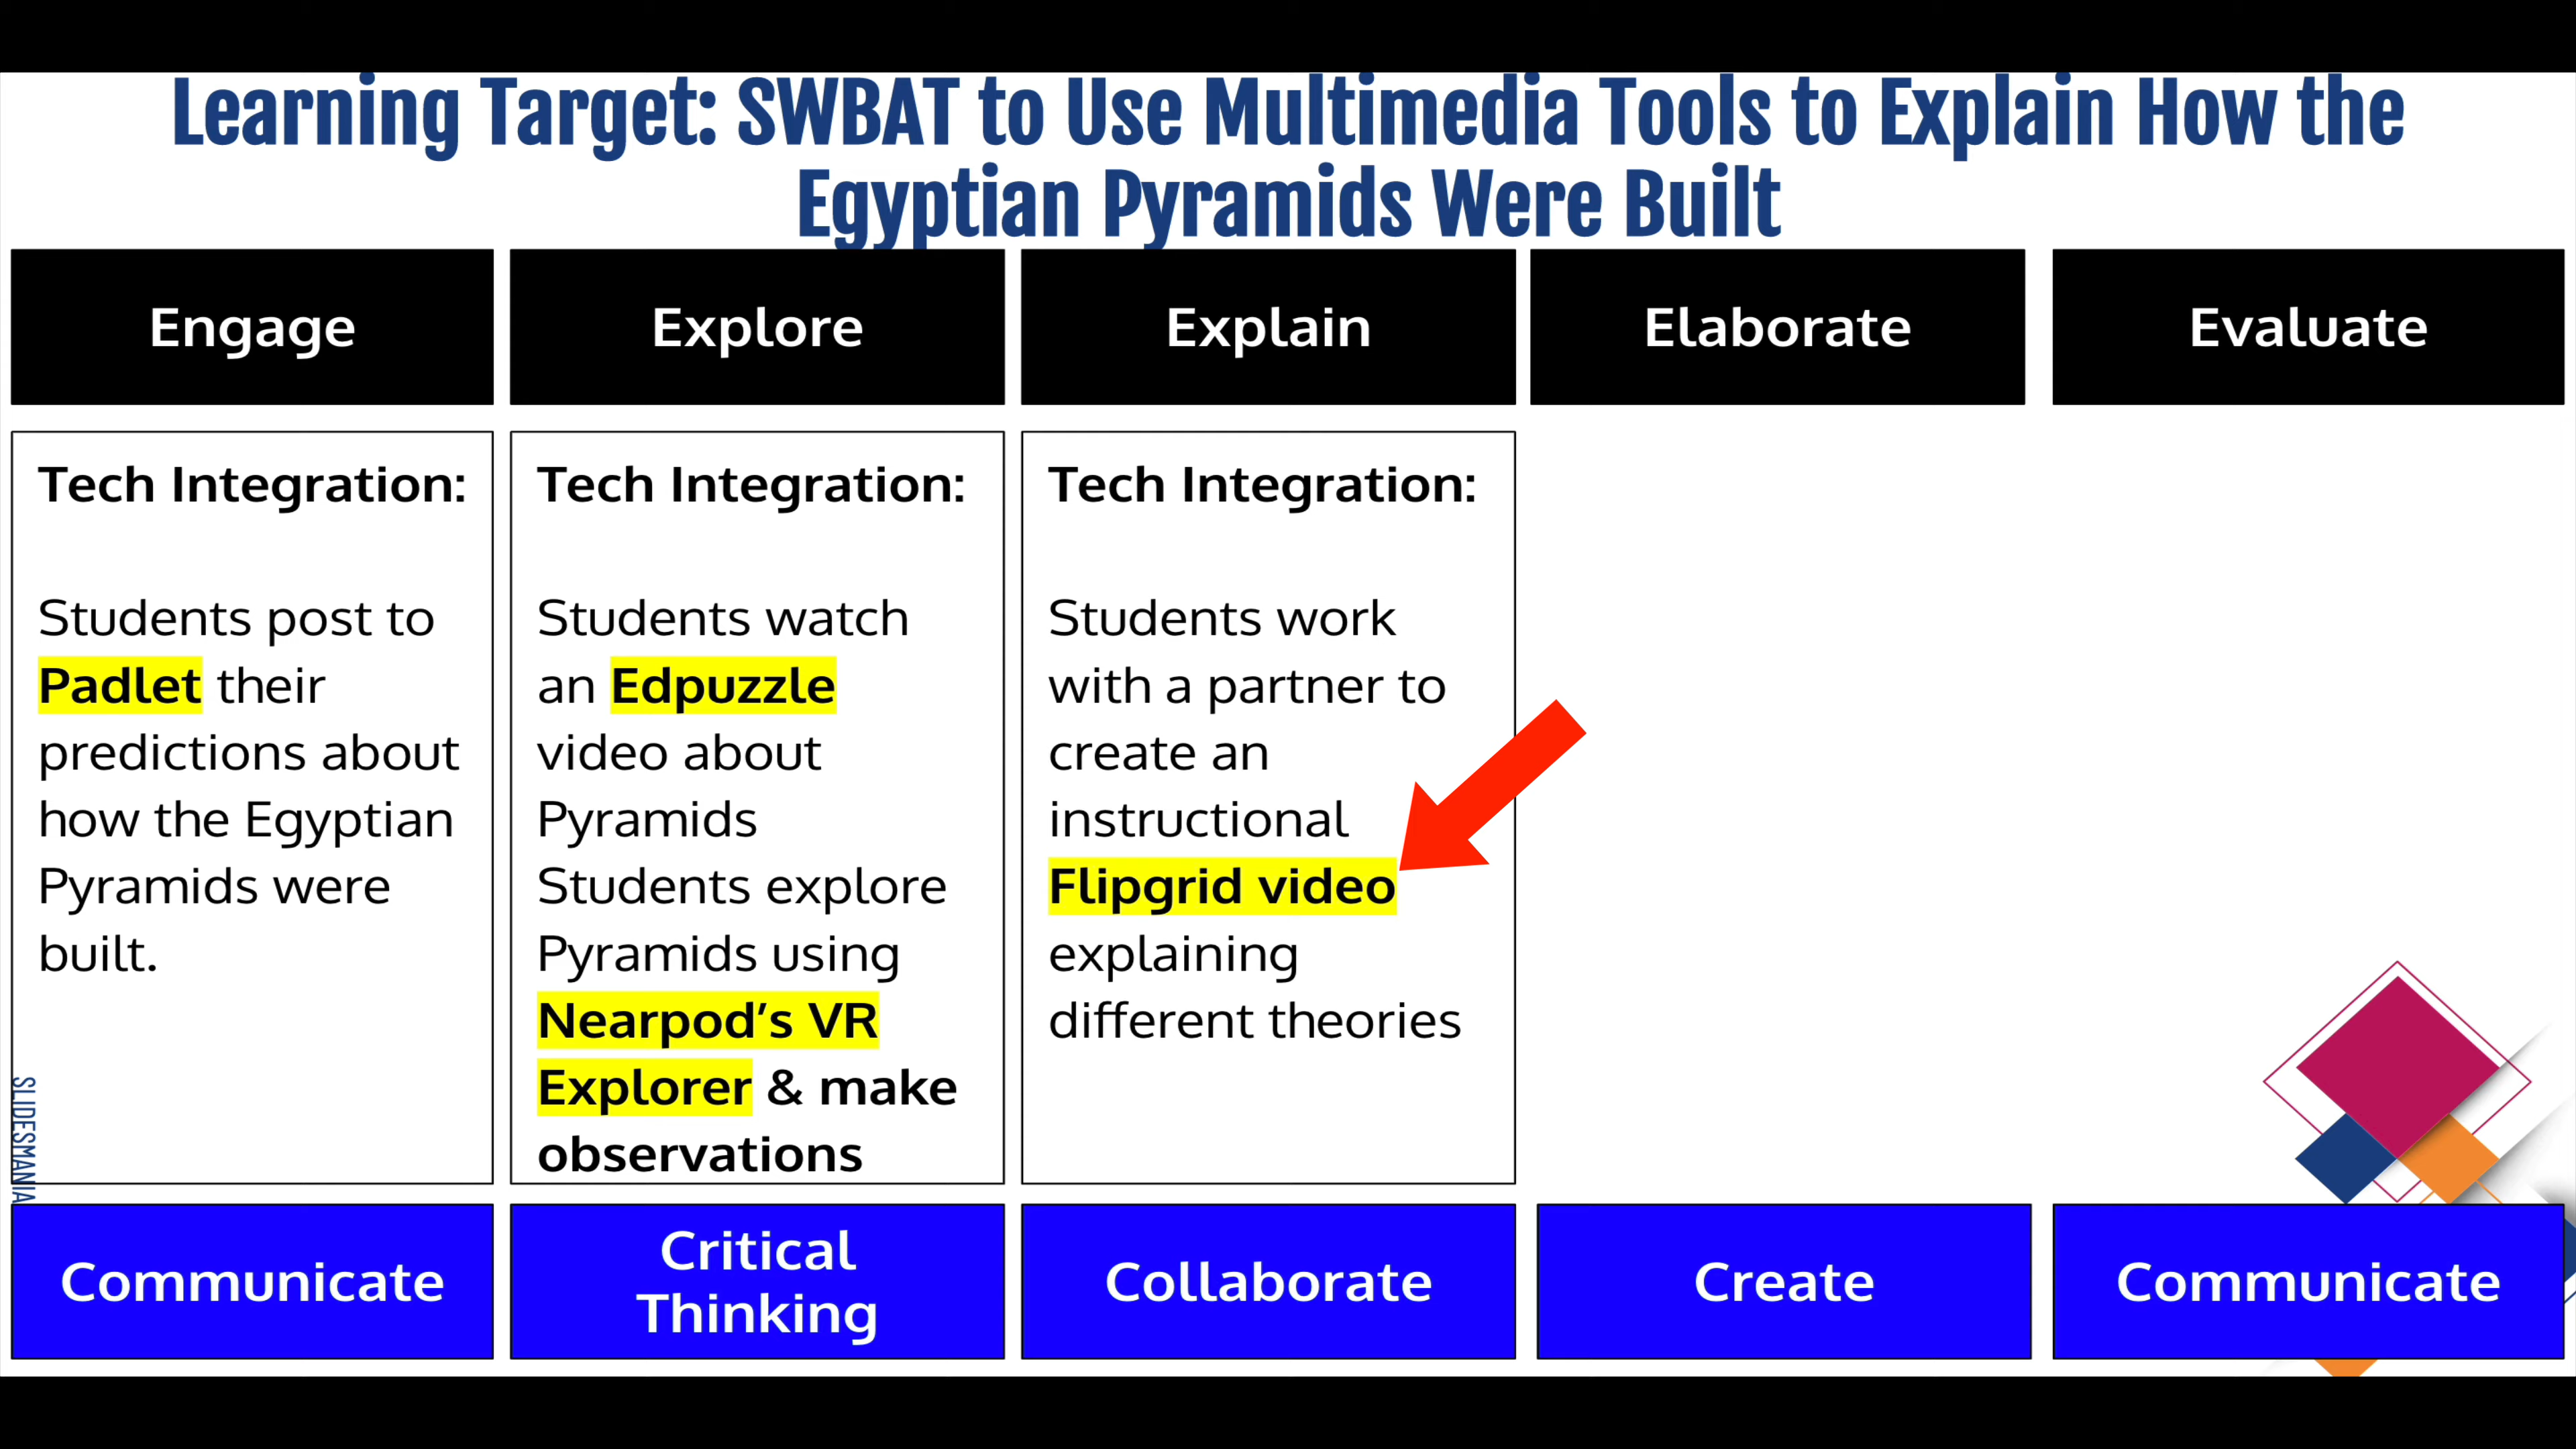 Learning Target: SWBAT to Use Multimedia Tools to Explain How the
Egyptian Pyramids Were Built
Engage
Explore
Explain
Elaborate
Evaluate
Tech Integration:
Students post to
Padlet their
predictions about
how the Egyptian
Pyramids were
built.
Tech Integration:
Students watch
an Edpuzzle
video about
Pyramids
Students explore
Pyramids using
Nearpod’s VR
Explorer & make
observations
Tech Integration:
Students work
with a partner to
create an
instructional
Flipgrid video
explaining
different theories
SLIDESMANIA
Communicate
Critical
Thinking
Collaborate
Create
Communicate